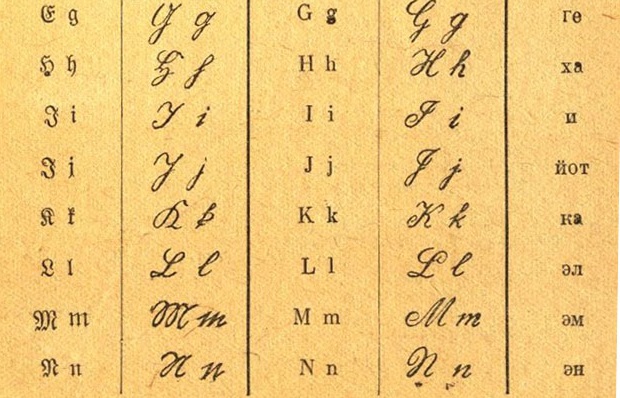 G g G g G g G g ге
H h H h H h H h ха
I i I i I i I i и
J j J j J j J j йот
K k K k K k K k ка
L l L l L l L l эл
M m M m M m M m эм
N n N n N n N n эн